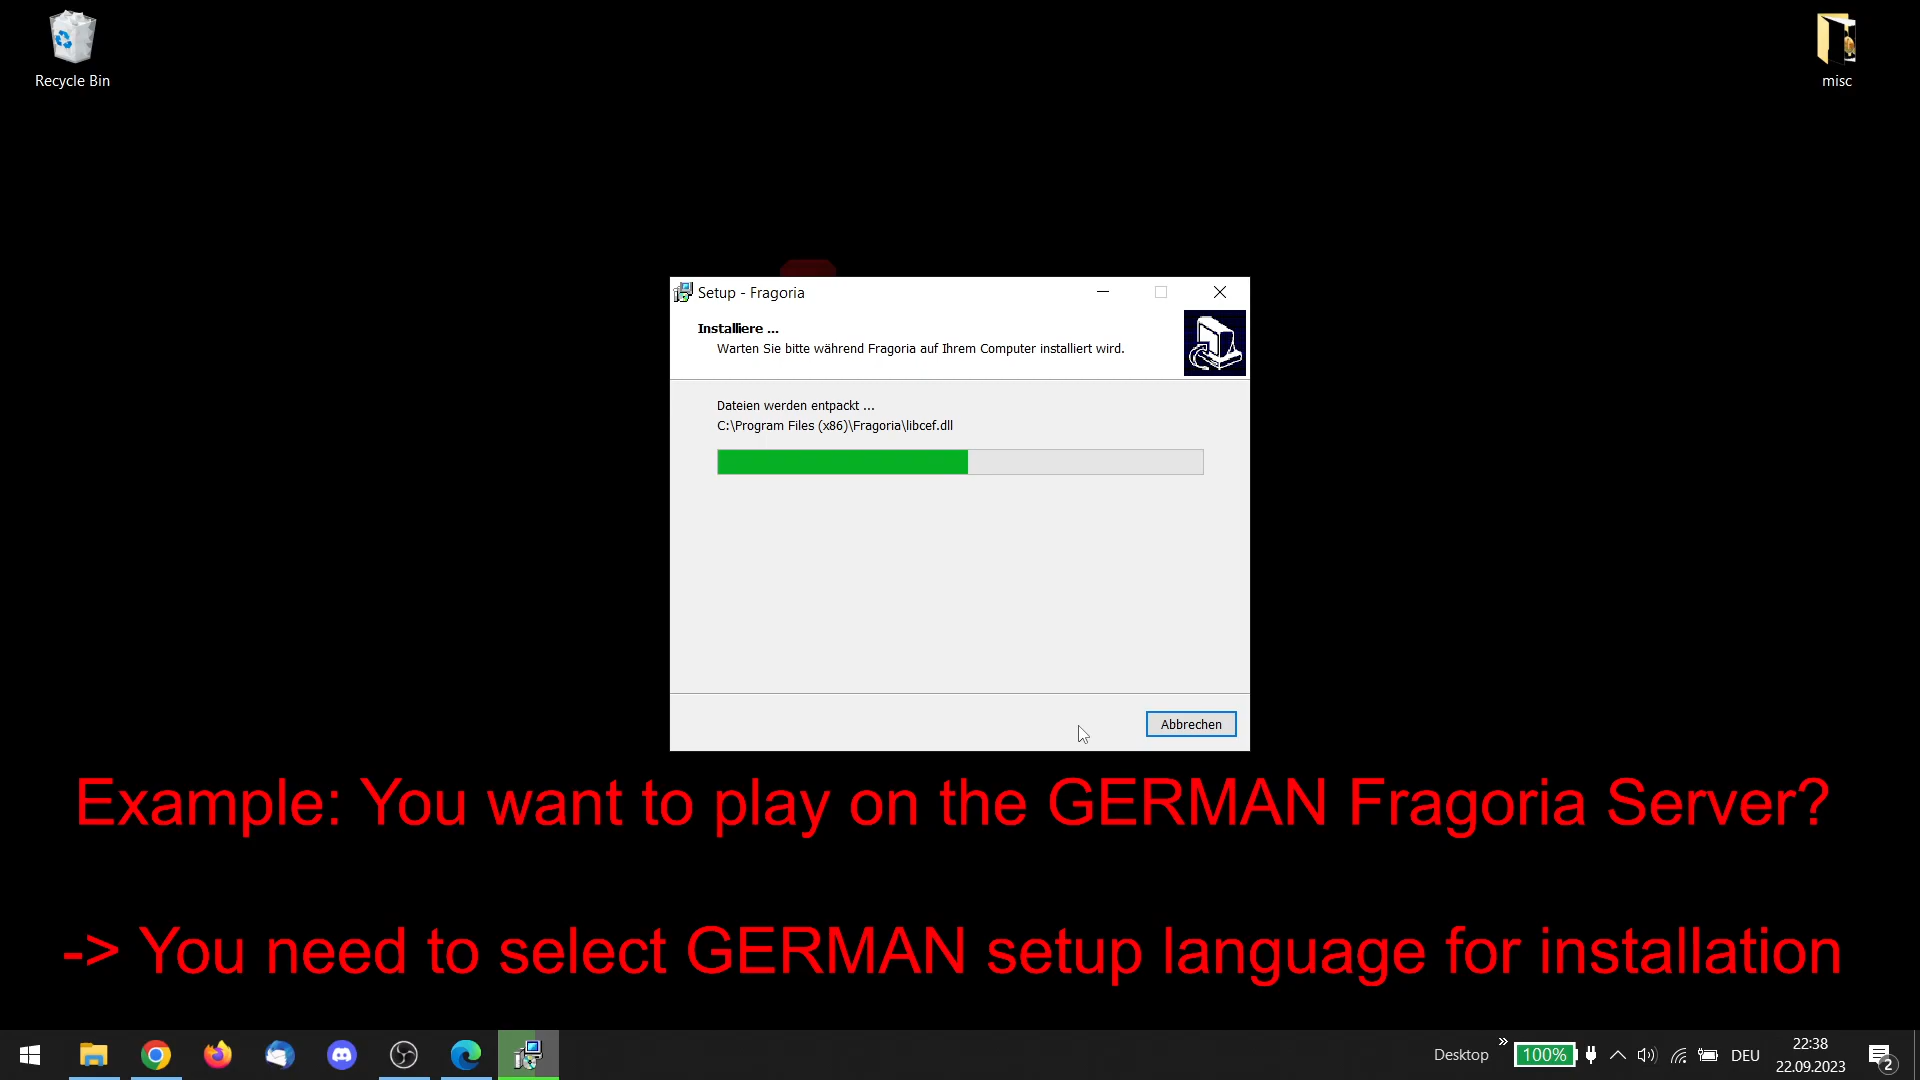 Recycle Bin
misc
Setup - Fragoria
Installiere ...
Warten Sie bitte während Fragoria auf Ihrem Computer installiert wird.
Dateien werden entpackt ...
C:\Program Files (x86)\Fragoria\libcef.dll
Abbrechen
Example: You want to play on the GERMAN Fragoria Server?
-> You need to select GERMAN setup language for installation
Desktop
»
100%
DEU
22:38
22.09.2023
2